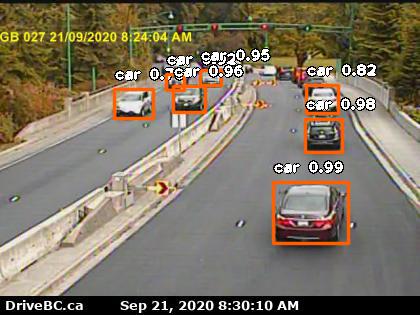 GB 027 21/09/2020 8:24:04 AM
car 0.95
car 0.96
car 0.82
car 0.98
car 0.99
DriveBC.ca Sep 21, 2020 8:30:10 AM